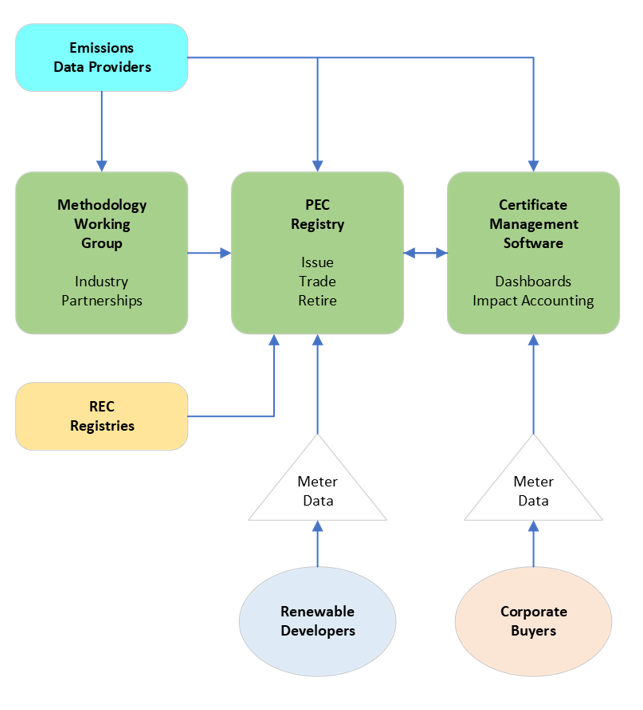 Emissions
Data Providers
Methodology
Working
Group
Industry
Partnerships
PEC
Registry
Issue
Trade
Retire
Certificate
Management
Software
Dashboards
Impact Accounting
REC
Registries
Meter
Data
Meter
Data
Renewable
Developers
Corporate
Buyers